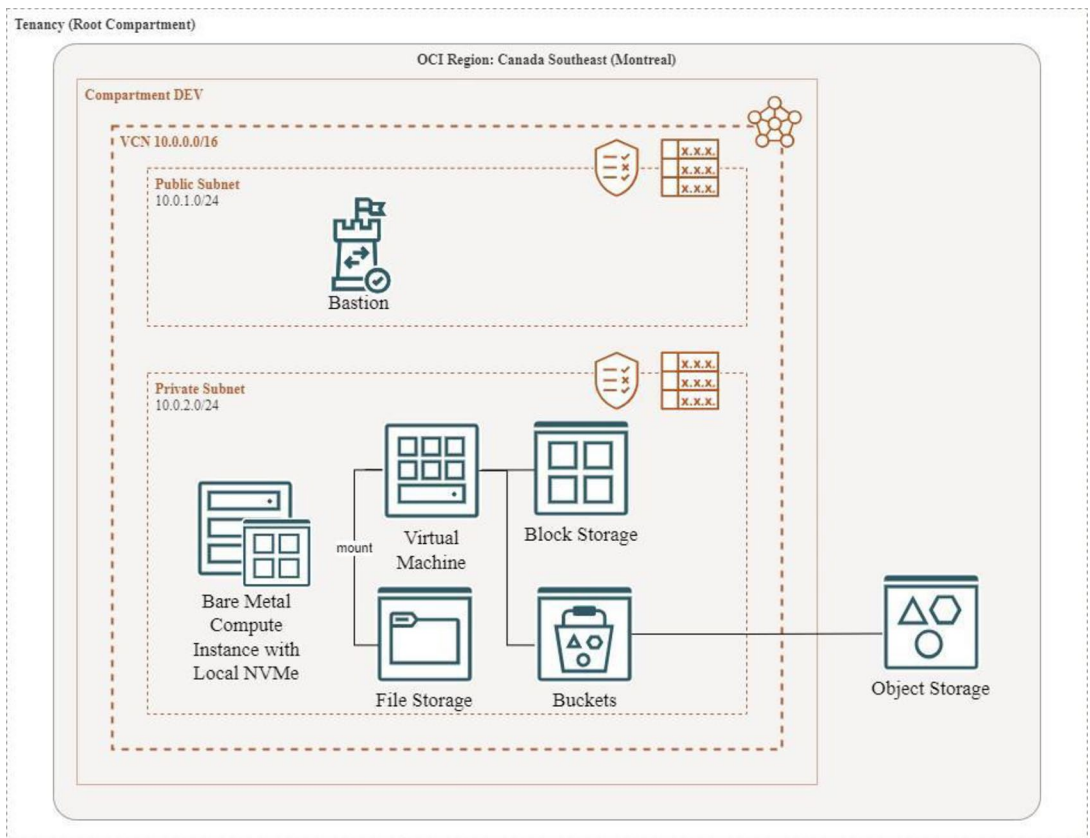 Tenancy (Root Compartment)
OCI Region: Canada Southeast (Montreal)
Compartment DEV
VCN 10.0.0.0/16
Public Subnet
10.0.1.0/24
X.X.X.
X.X.X.
X.X.X.
Bastion
Private Subnet
10.0.2.0/24
X.X.X.
X.X.X.
X.X.X.
mount
Virtual
Machine
Block Storage
Bare Metal
Compute
Instance with
Local NVMe
File Storage
Buckets
Object Storage